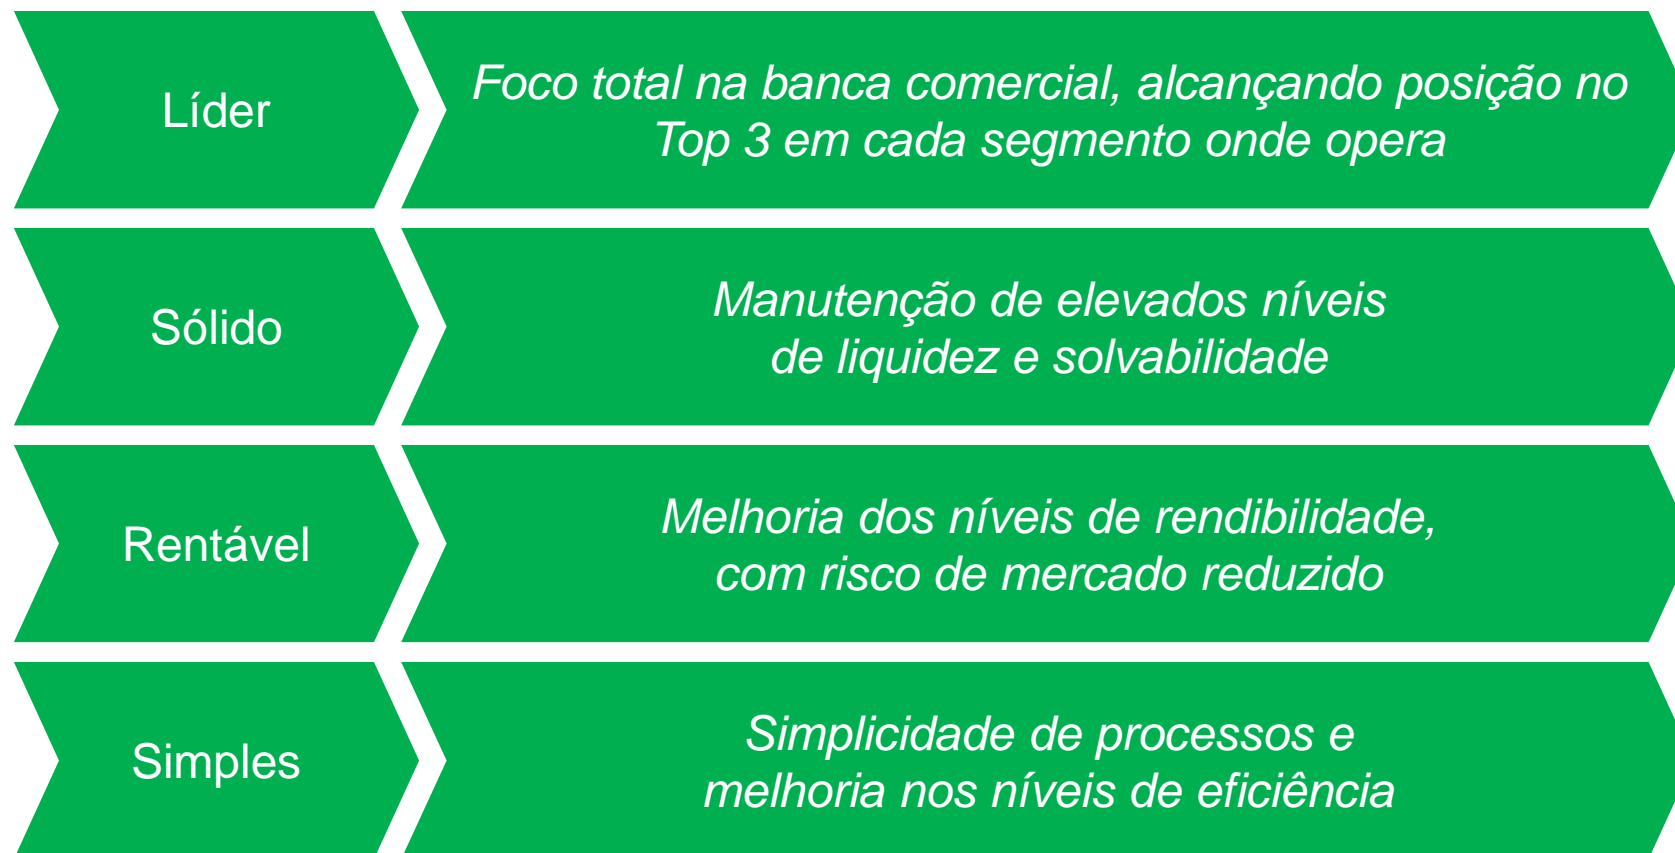 Líder
Foco total na banca comercial, alcançando posição no
Top 3 em cada segmento onde opera
Sólido
Manutenção de elevados níveis
de liquidez e solvabilidade
Rentável
Melhoria dos níveis de rendibilidade,
com risco de mercado reduzido
Simples
Simplicidade de processos e
melhoria nos níveis de eficiência